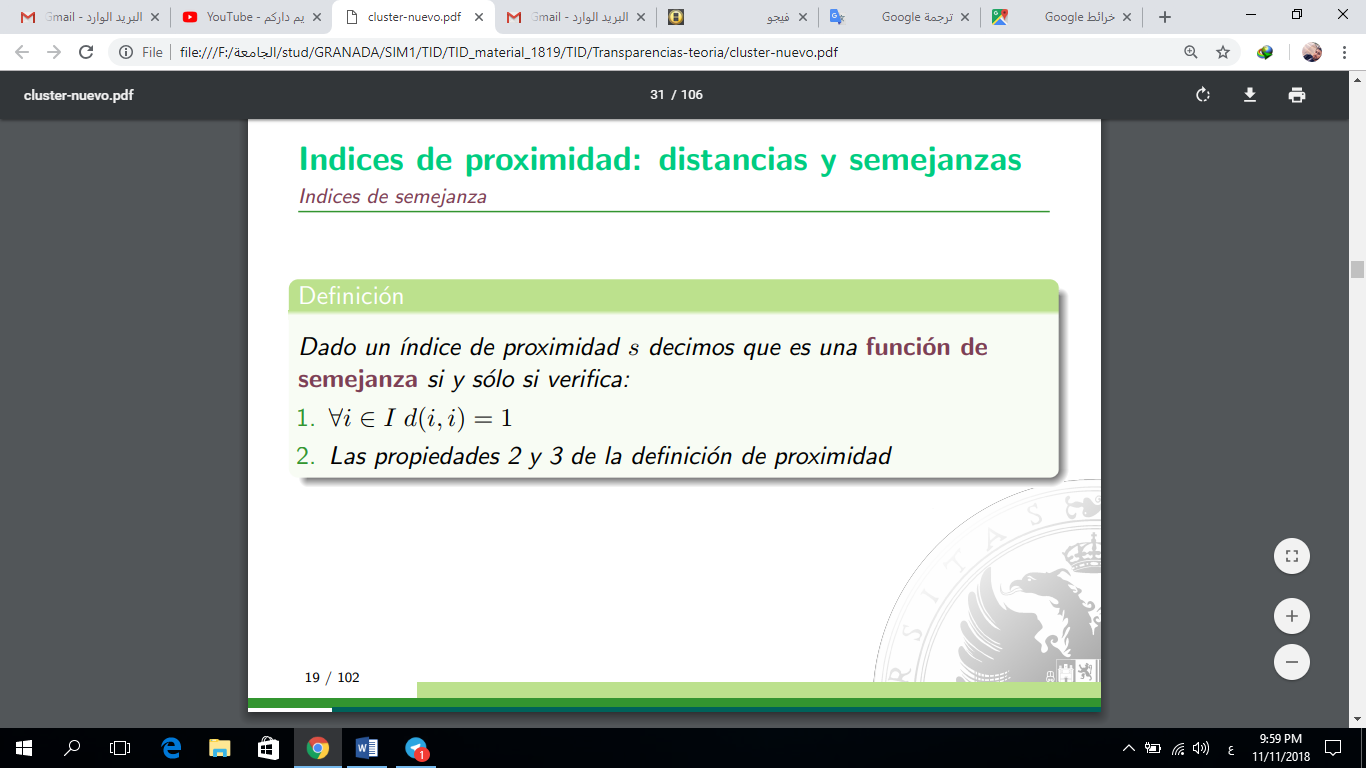 Gmail - البريد الوارد
YouTube - يم داركم
cluster-nuevo.pdf
Gmail - البريد الوارد
فيجو
ترجمة Google
خرائط Google
File
file:///F:/الجامعة/stud/GRANADA/SIM1/TID/TID_material_1819/TID/Transparencias-teoria/cluster-nuevo.pdf
cluster-nuevo.pdf
31 / 106
Indices de proximidad: distancias y semejanzas
Indices de semejanza
Definición
Dado un índice de proximidad s decimos que es una función de
semejanza si y sólo si verifica:
1. ∀i ∈ I d(i, i) = 1
2. Las propiedades 2 y 3 de la definición de proximidad
R S I T A S
19 / 102
1
ع
9:59 PM
11/11/2018